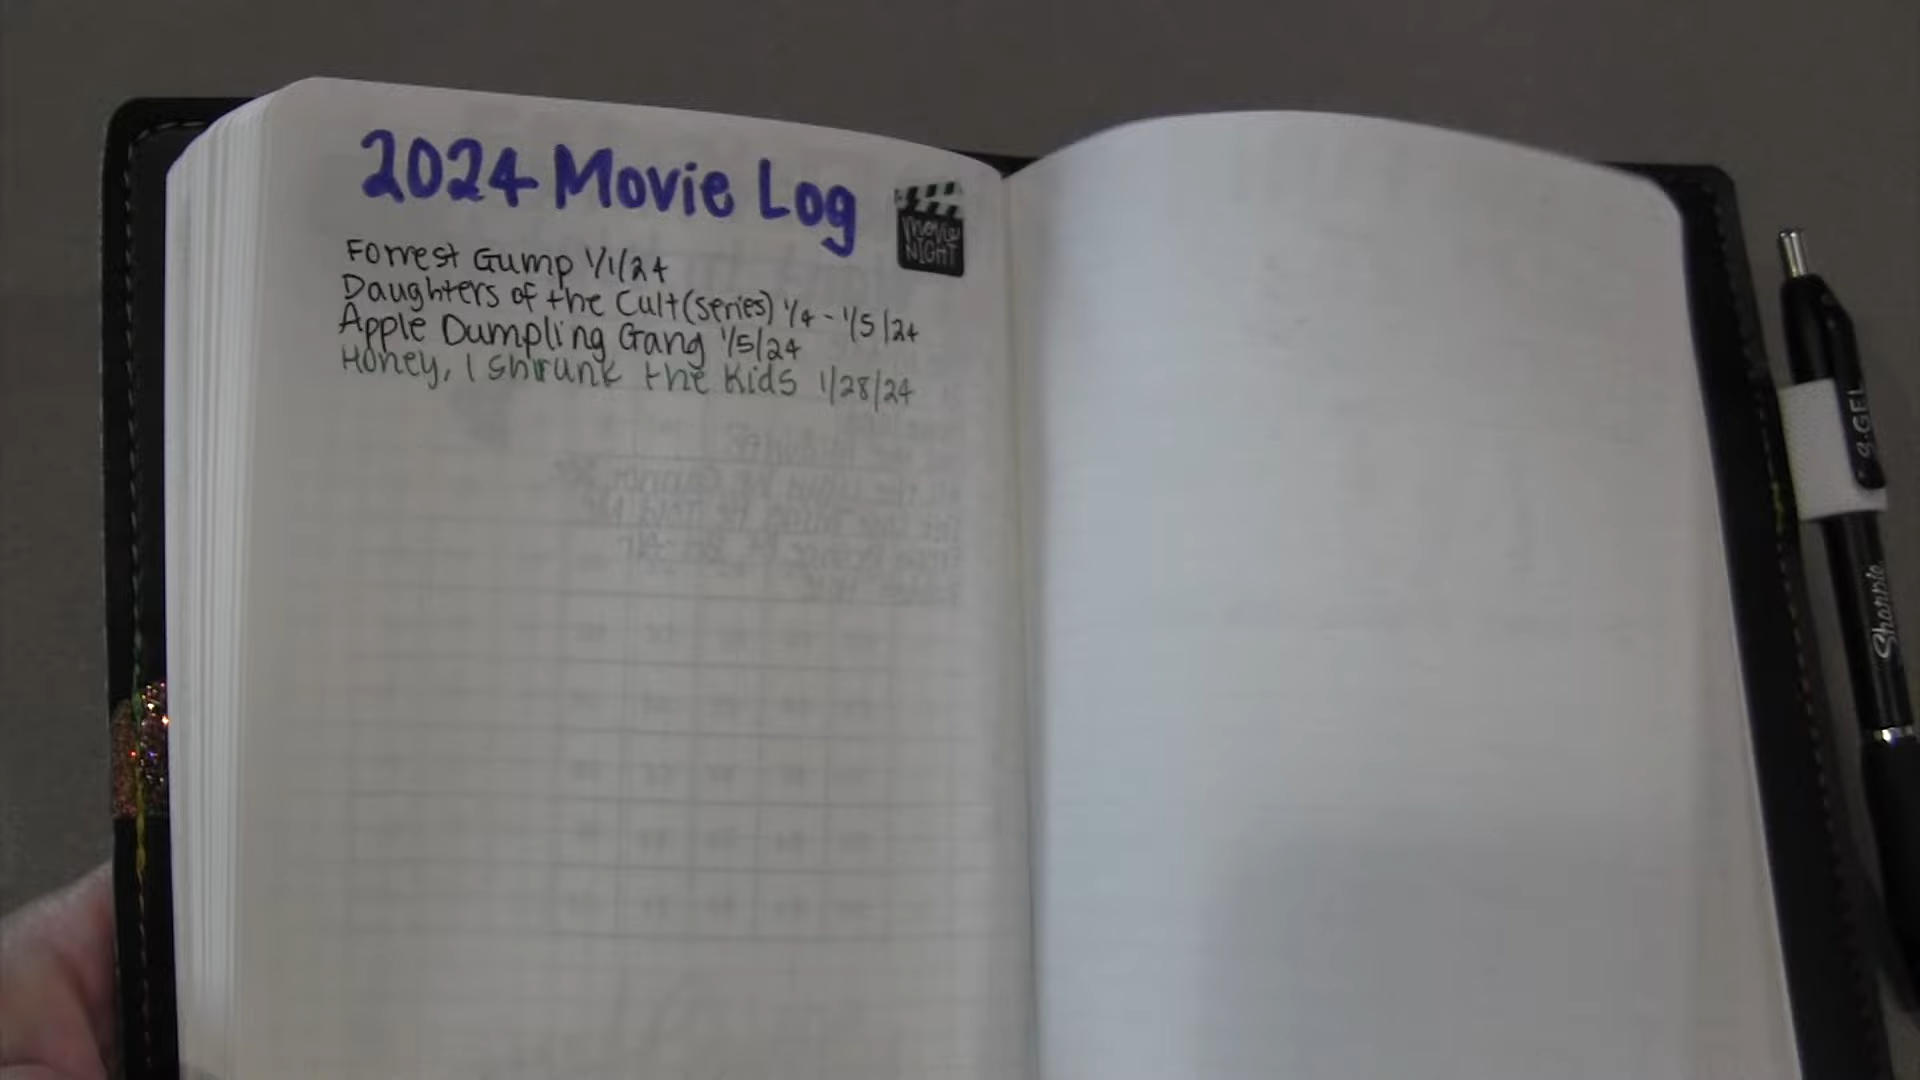 2024 Movie Log
movie
NIGHT
Forrest Gump 1/1/24
Daughters of the Cult (series) 1/4 - 1/5/24
Apple Dumpling Gang 1/5/24
Honey, I Shrunk the Kids 1/28/24
S.GEL
Sharpie